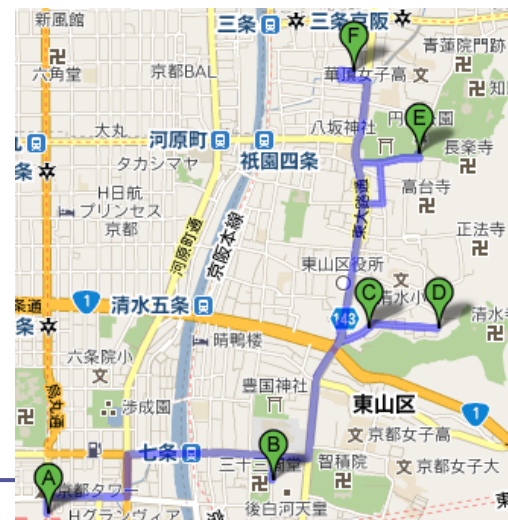 新風館
三条
三条京阪
F
青蓮院門跡
六角堂
京都BAL
華頂女子高
知
E
大丸
河原町
八坂神社
円
園
長楽寺
タカシマヤ
祇園四条
条
高台寺
H日航
プリンセス
京都
河原町通
京阪本線
東大路通
正法寺
東山区役所
条通
1
清水五条
143
C
清水小
D
清水寺
条
六条院小
晴鴨楼
烏丸通
渉成園
豊国神社
東山区
1
七条
B
三十三間堂
智積院
京都女子高
京都女子大
A
京都タワー
Hグランヴィア
後白河天皇